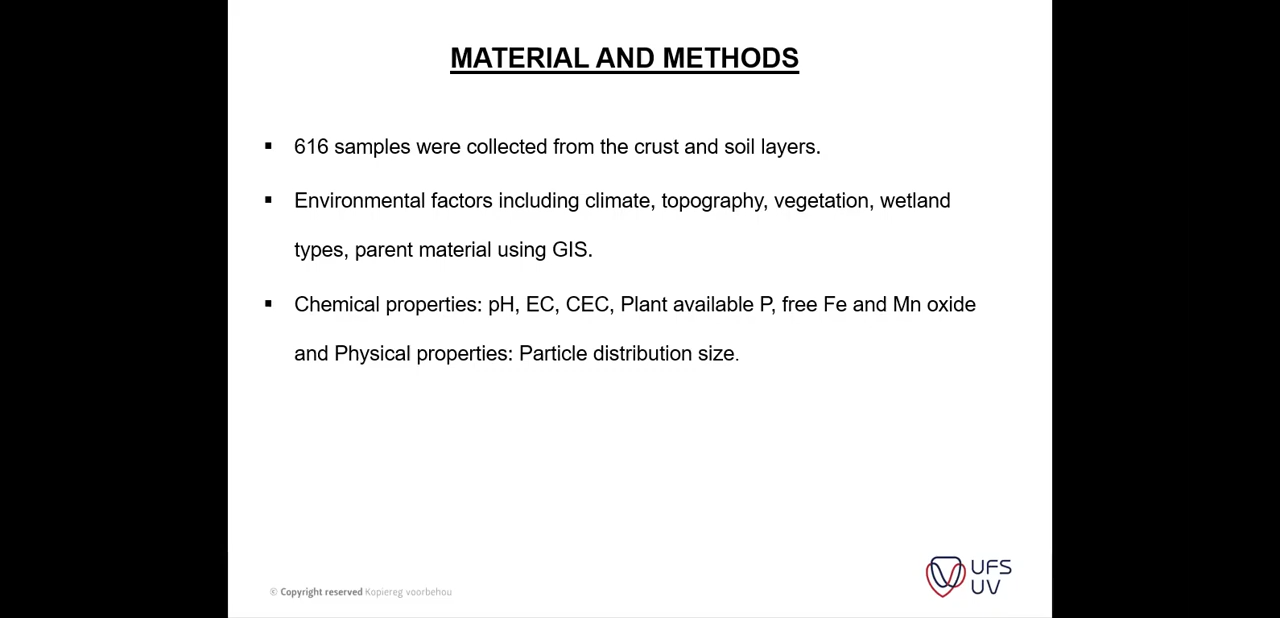 MATERIAL AND METHODS
▪ 616 samples were collected from the crust and soil layers.
▪ Environmental factors including climate, topography, vegetation, wetland
types, parent material using GIS.
▪ Chemical properties: pH, EC, CEC, Plant available P, free Fe and Mn oxide
and Physical properties: Particle distribution size.
© Copyright reserved Kopiereg voorbehou
UFS
UV